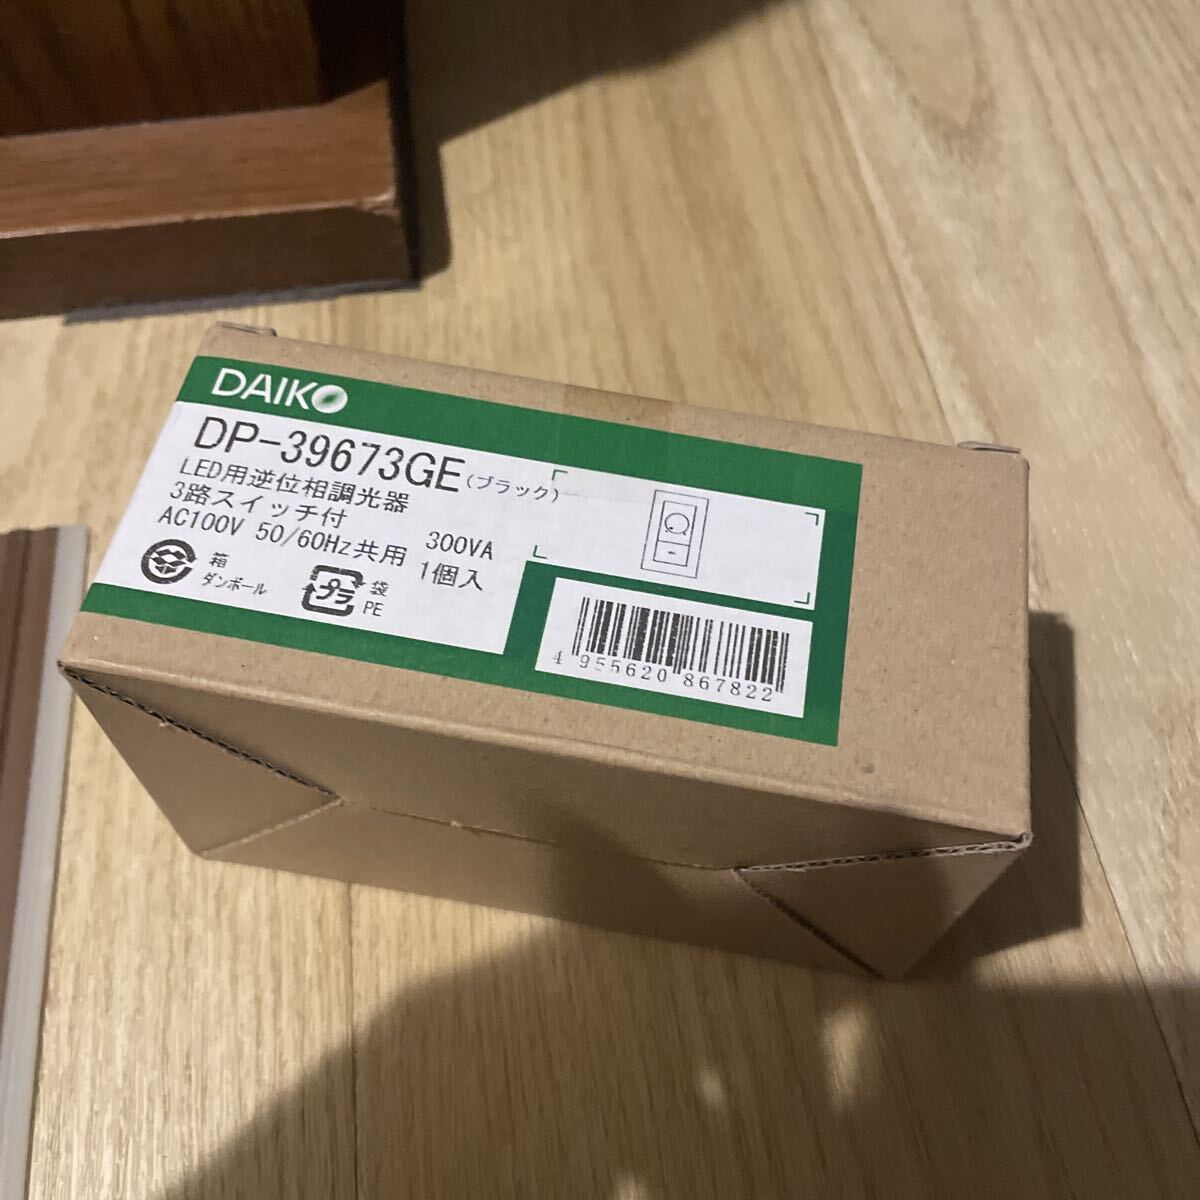 DAIKO
DP-39673GE(ブラック)
LED用逆位相調光器
3路スイッチ付
AC100V 50/60Hz共用 300VA
1個入
箱
ダンボール
プラ
袋
PE
4 955620 867822